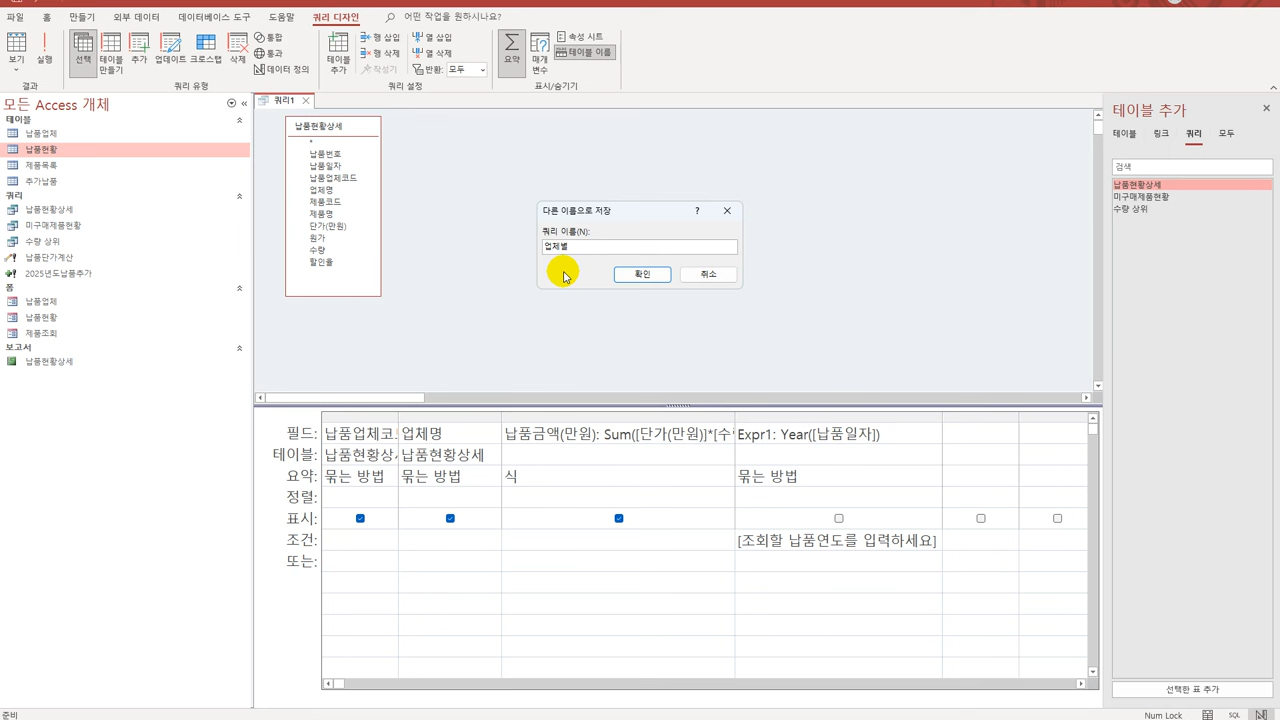 파일 홈 만들기 외부 데이터 데이터베이스 도구 도움말 쿼리 디자인 어떤 작업을 원하시나요?
보기 실행 선택 테이블 만들기 추가 업데이트 크로스탭 삭제 통합 통과 데이터 정의
테이블 추가 행 삽입 행 삭제 작성기 열 삽입 열 삭제 반환: 모두
요약 매개 변수 속성 시트 테이블 이름
결과 쿼리 유형 쿼리 설정 표시/숨기기
모든 Access 개체
테이블
납품업체
납품현황
제품목록
추가납품
쿼리
납품현황상세
미구매제품현황
수량 상위
납품단가계산
2025년도납품추가
폼
납품업체
납품현황
제품조회
보고서
납품현황상세
쿼리1
납품현황상세
*
납품번호
납품일자
납품업체코드
업체명
제품코드
제품명
단가(만원)
원가
수량
할인율
다른 이름으로 저장 ?
쿼리 이름(N):
업체별
확인 취소
필드: 업체명 납품금액(만원): Sum([단가(만원)]*[수 Expr1: Year([납품일자])
테이블: 납품현황상 납품현황상세
요약: 묶는 방법 묶는 방법 식 묶는 방법
정렬:
표시:
조건: [조회할 납품연도를 입력하세요]
또는:
테이블 추가
테이블 링크 쿼리 모두
검색
납품현황상세
미구매제품현황
수량 상위
선택한 표 추가
준비 Num Lock SQL